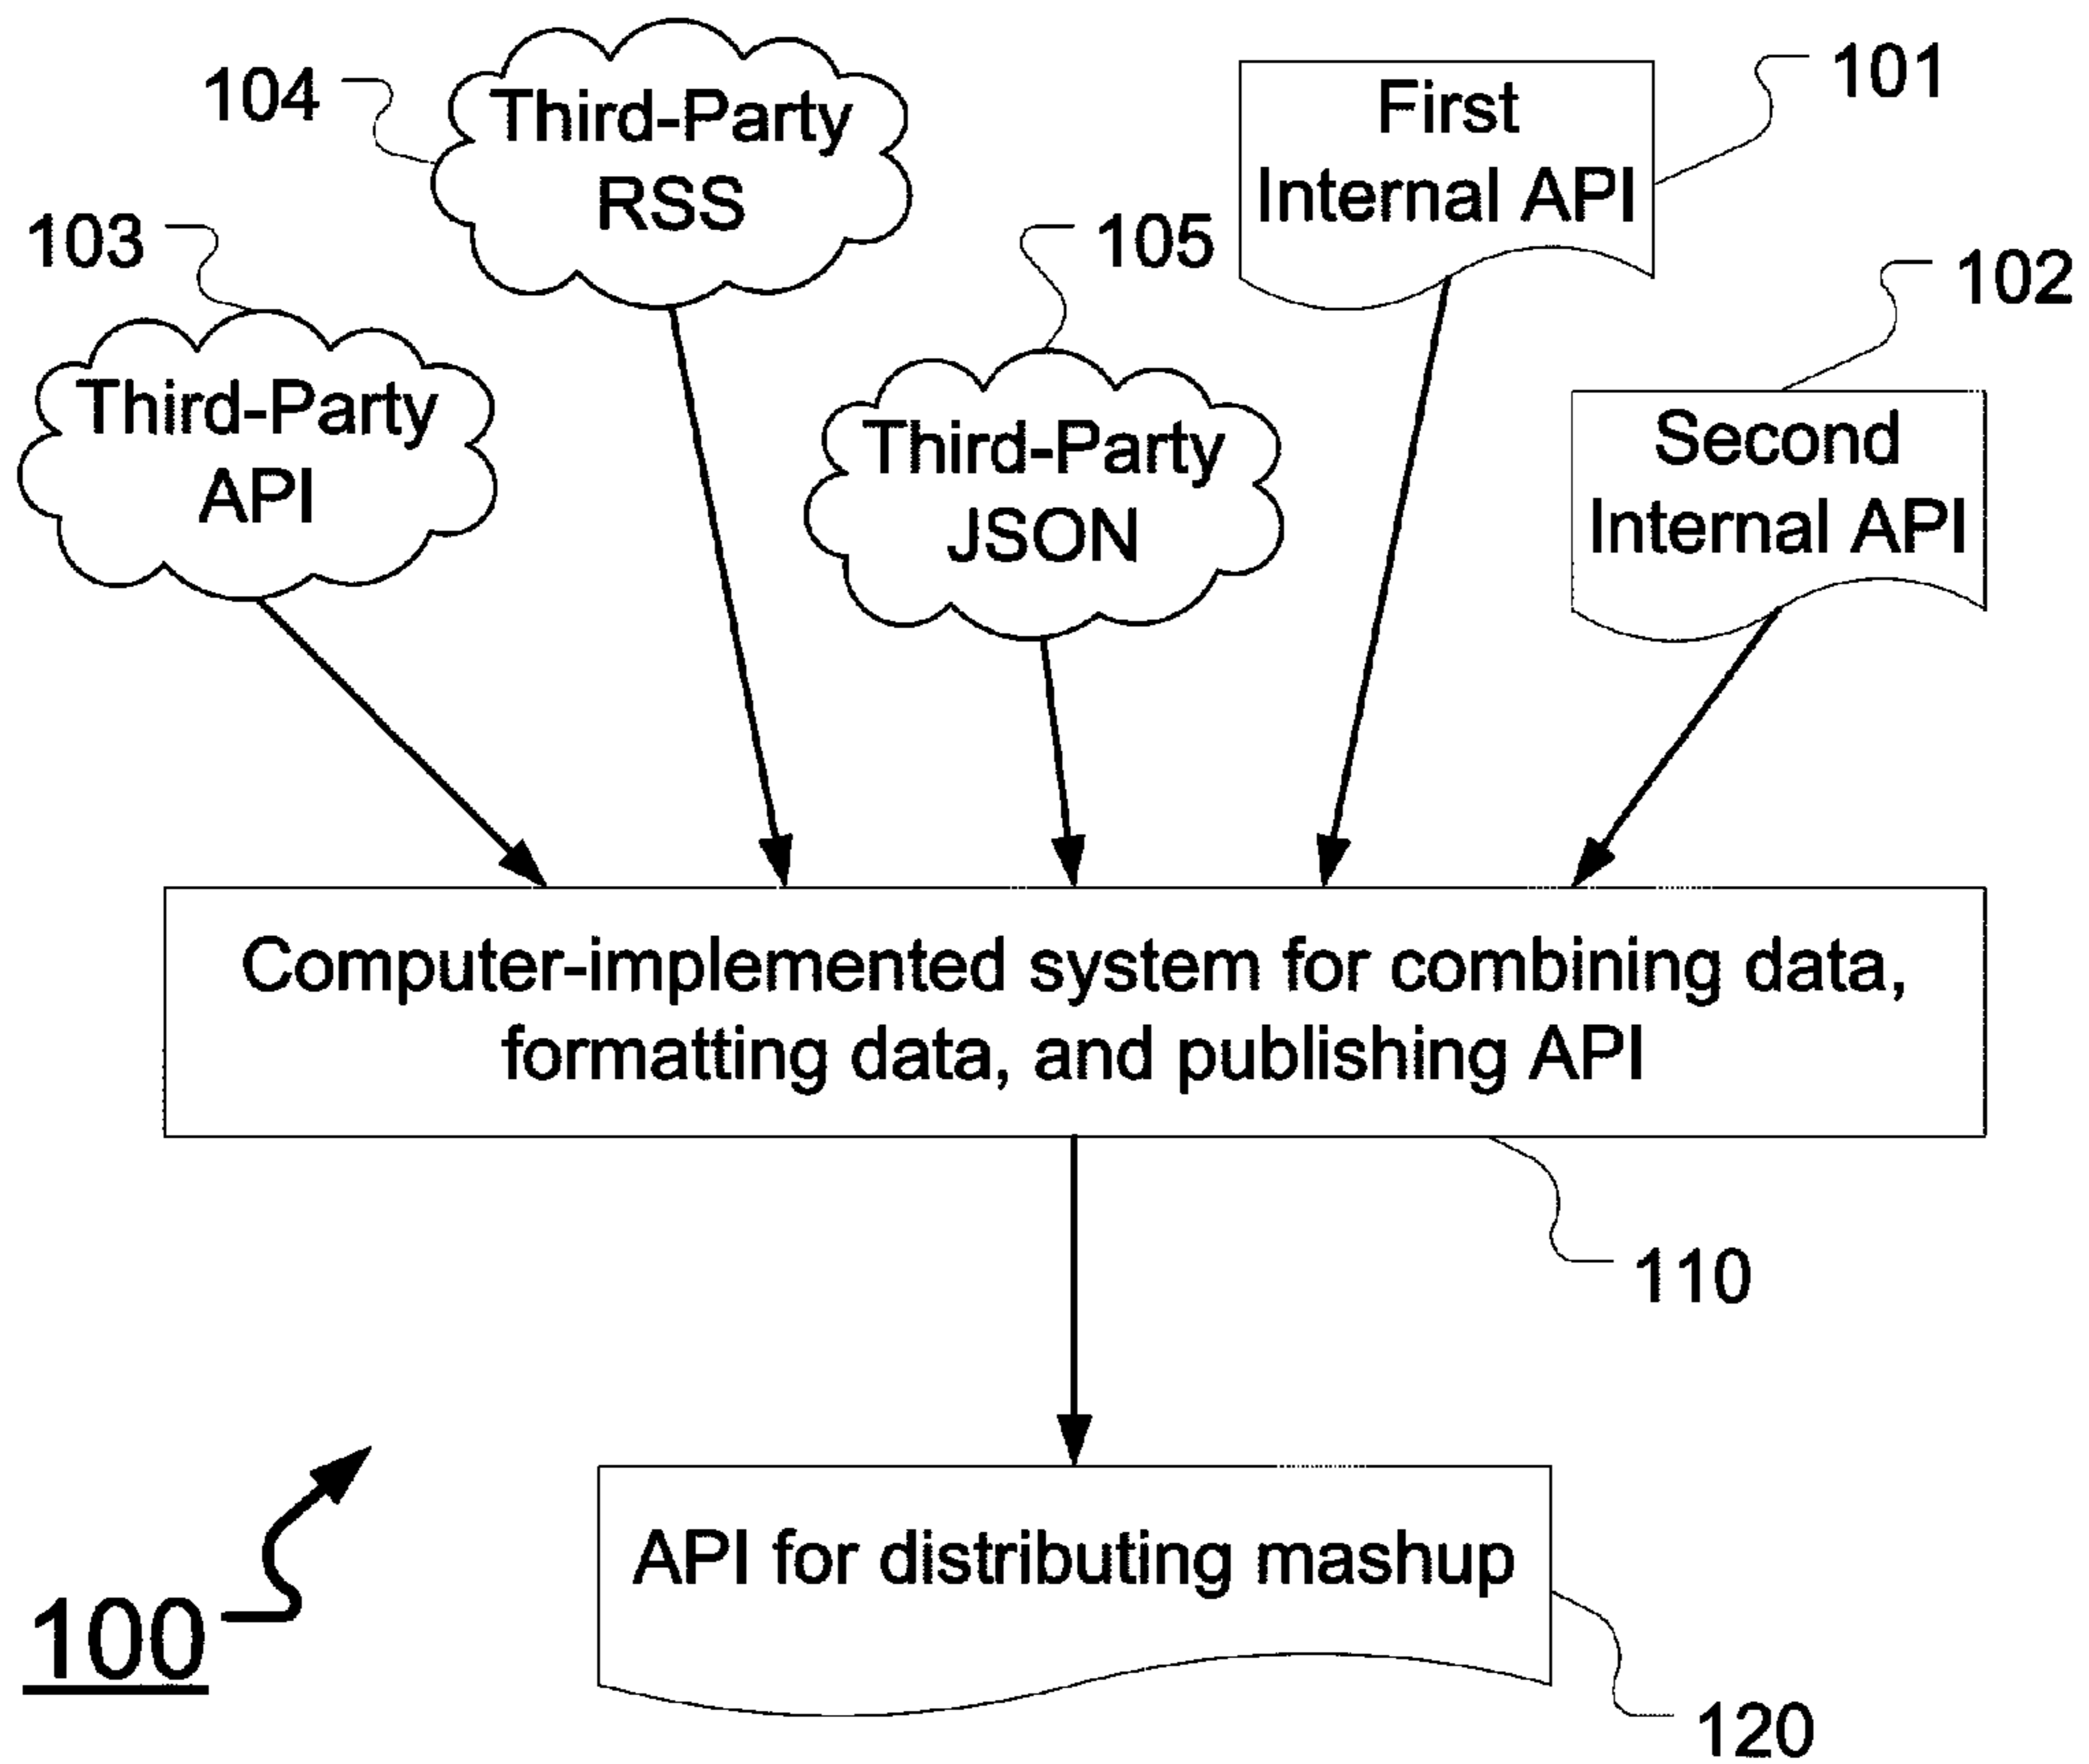 104
Third-Party
RSS
First
Internal API
101
103
105
102
Third-Party
API
Third-Party
JSON
Second
Internal API
Computer-implemented system for combining data,
formatting data, and publishing API
110
API for distributing mashup
100
120